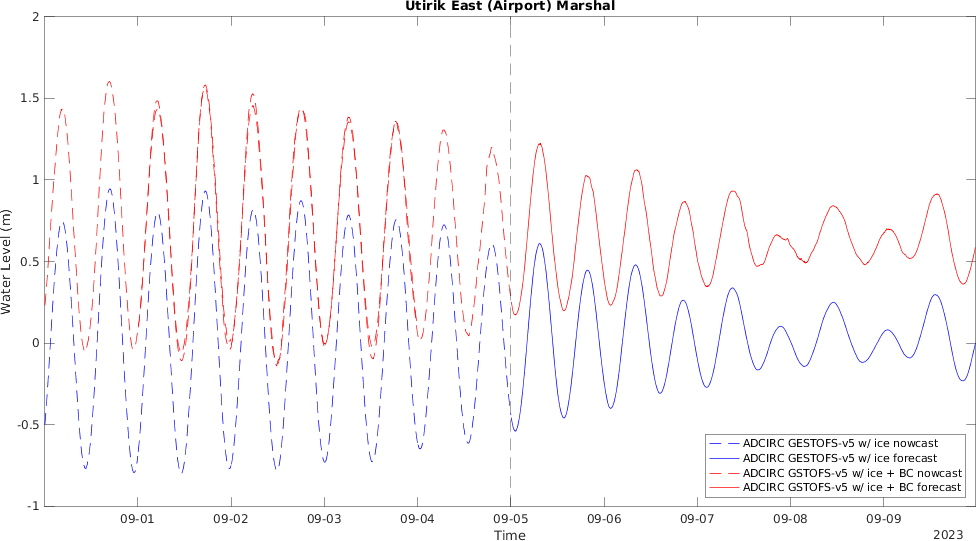 Utirik East (Airport) Marshal
2
1.5
1
0.5
0
-0.5
-1
Water Level (m)
ADCIRC GESTOFS-v5 w/ ice nowcast
ADCIRC GESTOFS-v5 w/ ice forecast
ADCIRC GSTOFS-v5 w/ ice + BC nowcast
ADCIRC GSTOFS-v5 w/ ice + BC forecast
09-01 09-02 09-03 09-04 09-05 09-06 09-07 09-08 09-09
Time
2023